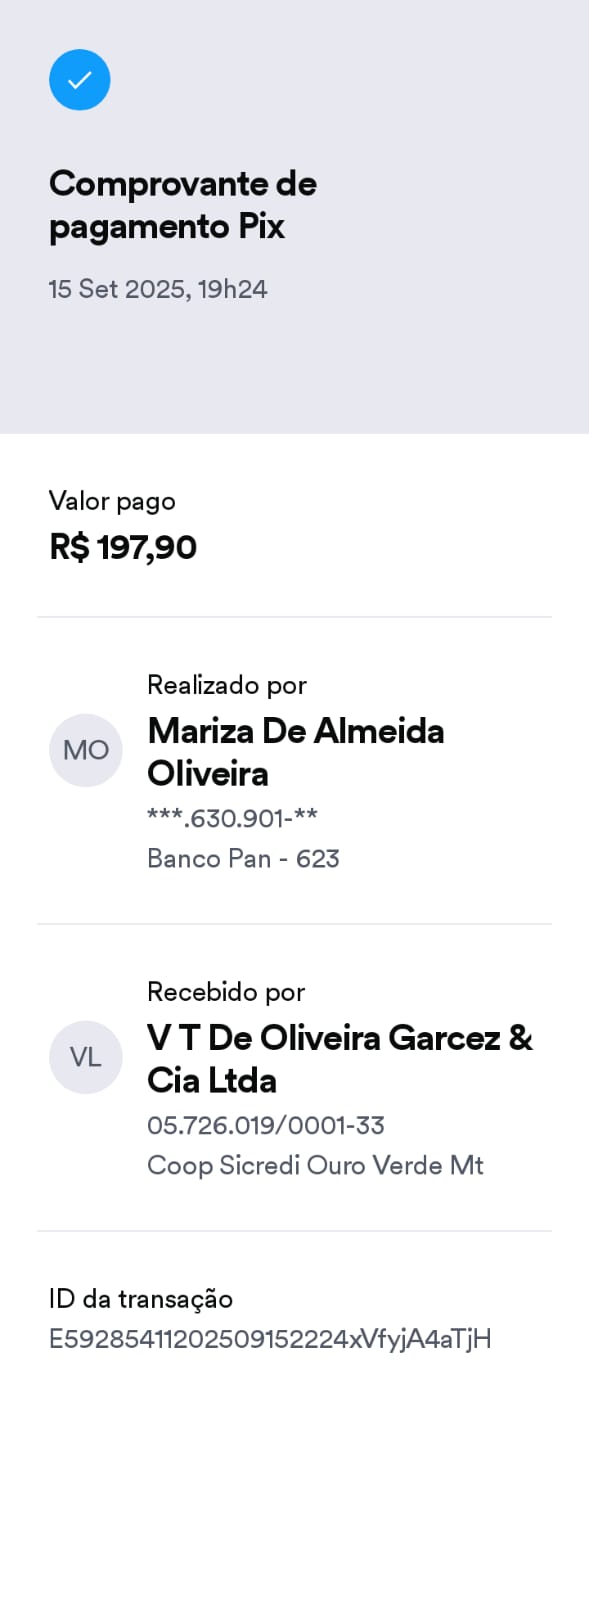 Comprovante de
pagamento Pix
15 Set 2025, 19h24
Valor pago
R$ 197,90
Realizado por
MO
Mariza De Almeida
Oliveira
***.630.901-**
Banco Pan - 623
Recebido por
VL
V T De Oliveira Garcez &
Cia Ltda
05.726.019/0001-33
Coop Sicredi Ouro Verde Mt
ID da transação
E59285411202509152224xVfyjA4aTjH